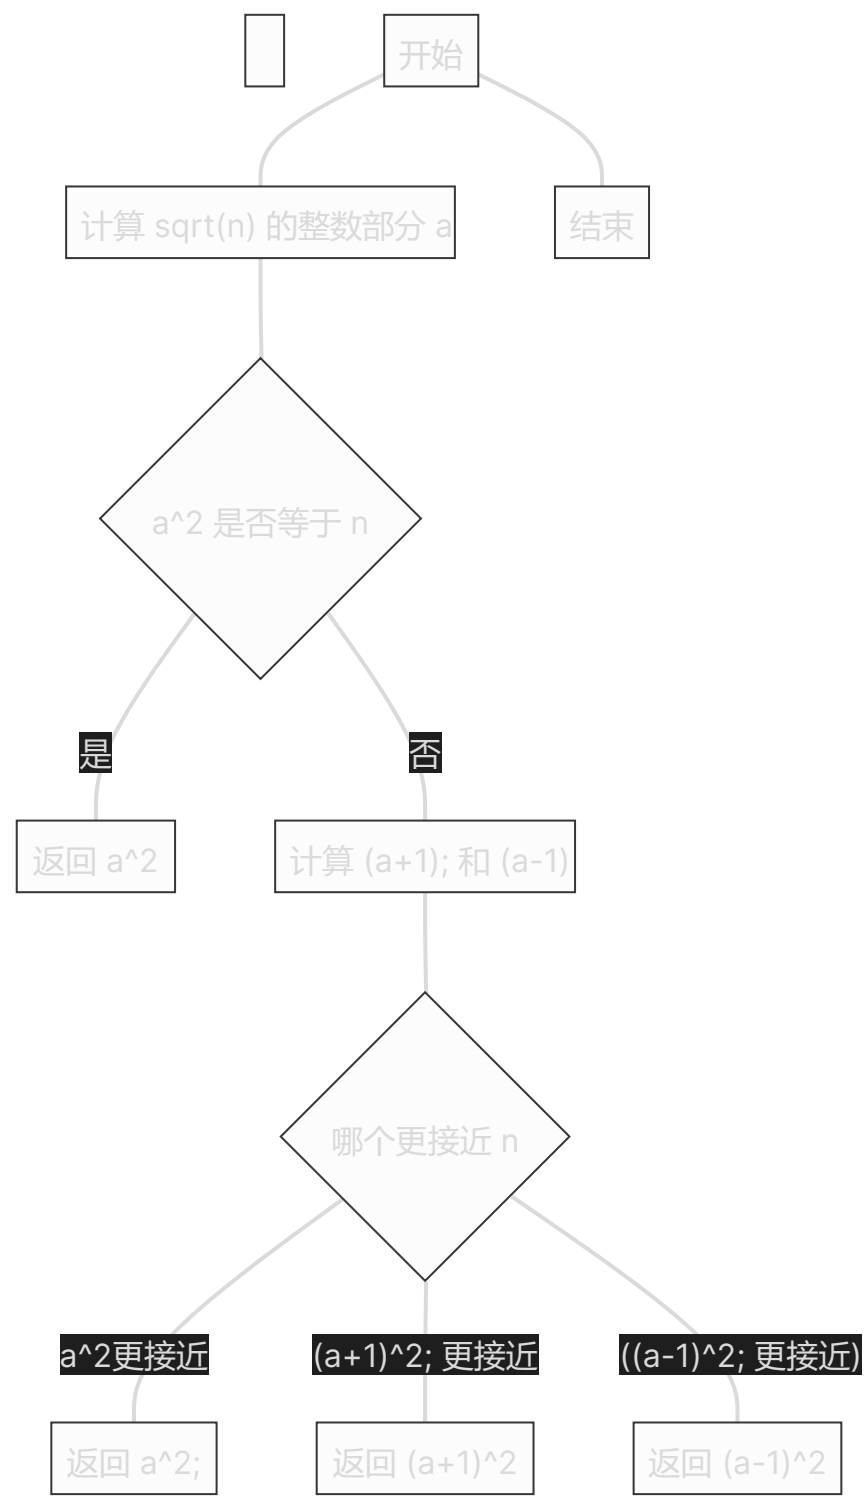 开始
计算 sqrt(n) 的整数部分 a
结束
a^2 是否等于 n
是
否
返回 a^2
计算 (a+1); 和 (a-1)
哪个更接近 n
a^2更接近
(a+1)^2; 更接近
((a-1)^2; 更接近)
返回 a^2;
返回 (a+1)^2
返回 (a-1)^2